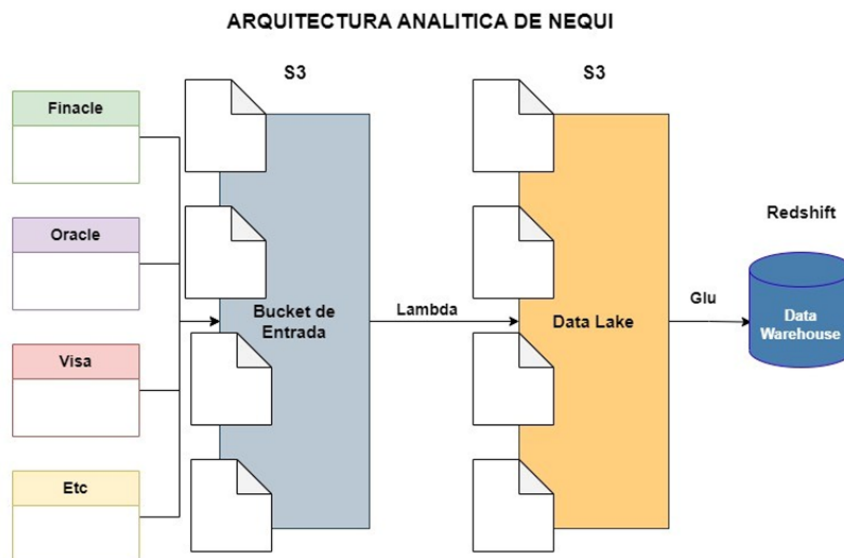 ARQUITECTURA ANALITICA DE NEQUI
S3
S3
Finacle
Oracle
Redshift
Bucket de
Entrada
Lambda
Data Lake
Glu
Data
Warehouse
Visa
Etc